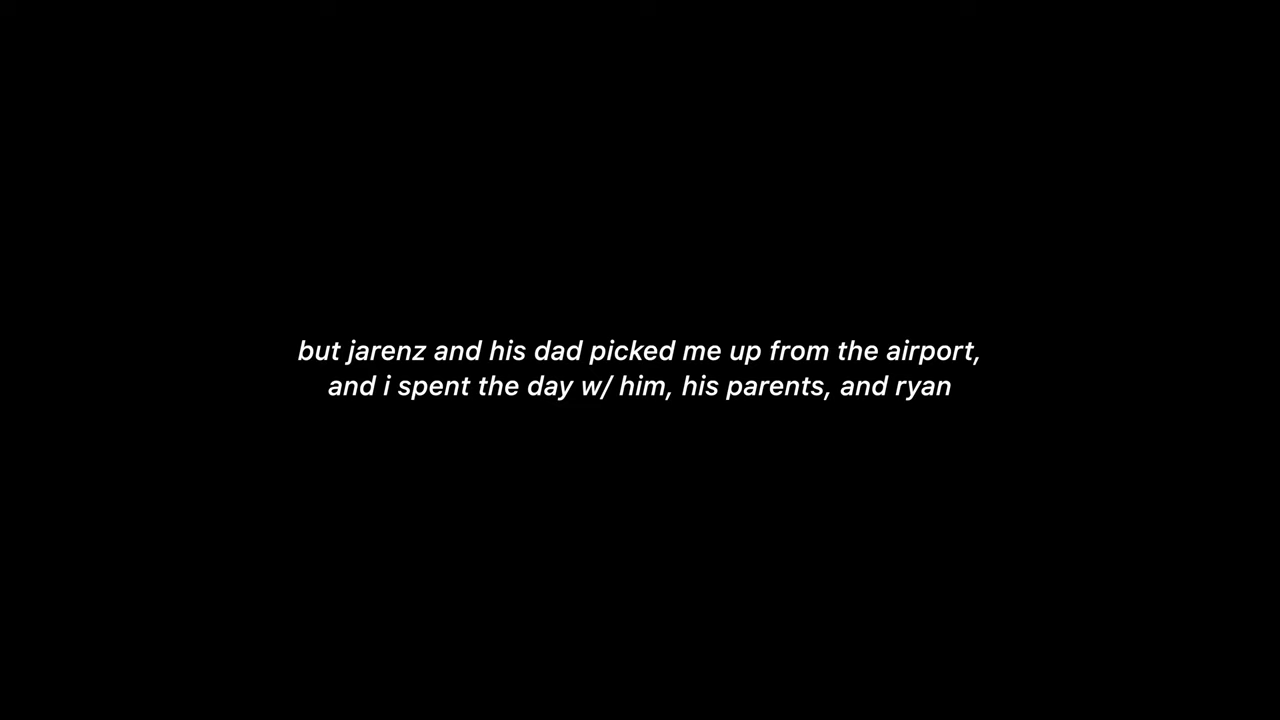 but jarenz and his dad picked me up from the airport,
and i spent the day w/ him, his parents, and ryan